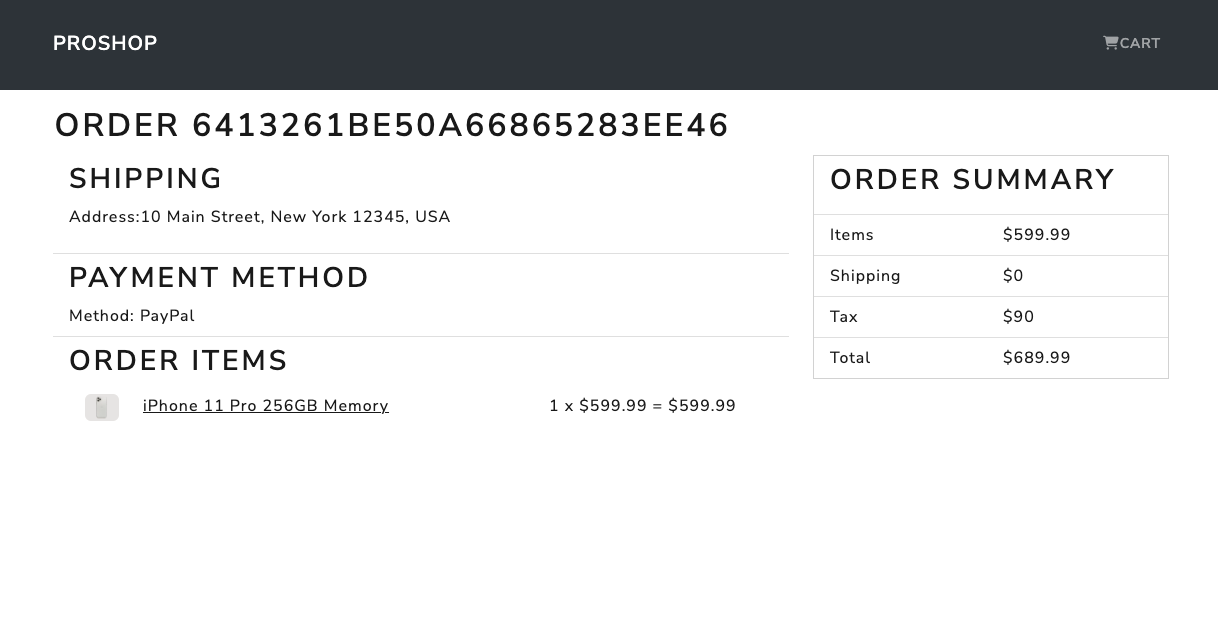 PROSHOP
CART
ORDER 6413261BE50A66865283EE46
SHIPPING
Address:10 Main Street, New York 12345, USA
PAYMENT METHOD
Method: PayPal
ORDER ITEMS
iPhone 11 Pro 256GB Memory 1 x $599.99 = $599.99
ORDER SUMMARY
Items $599.99
Shipping $0
Tax $90
Total $689.99